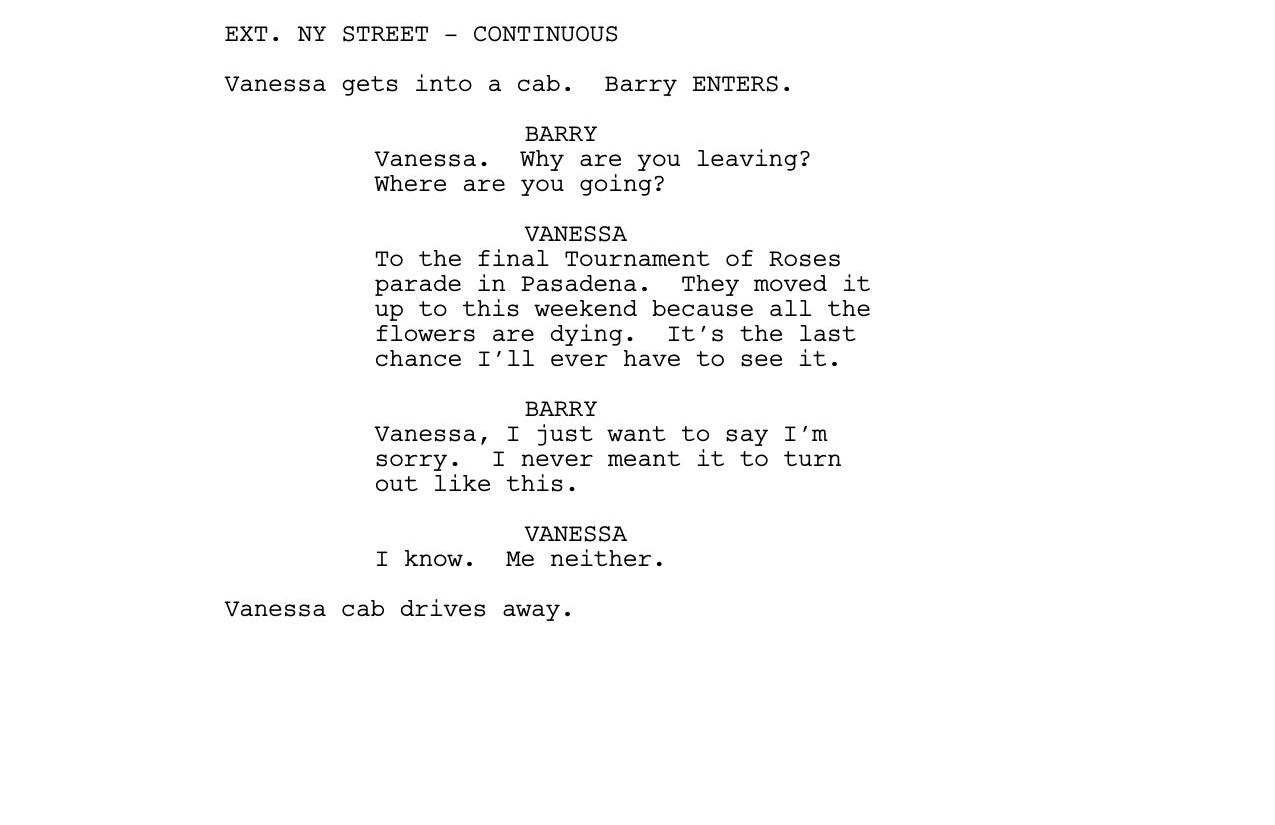 EXT. NY STREET – CONTINUOUS
Vanessa gets into a cab.  Barry ENTERS.
BARRY
Vanessa.  Why are you leaving?
Where are you going?
VANESSA
To the final Tournament of Roses
parade in Pasadena.  They moved it
up to this weekend because all the
flowers are dying.  It’s the last
chance I’ll ever have to see it.
BARRY
Vanessa, I just want to say I’m
sorry.  I never meant it to turn
out like this.
VANESSA
I know.  Me neither.
Vanessa cab drives away.